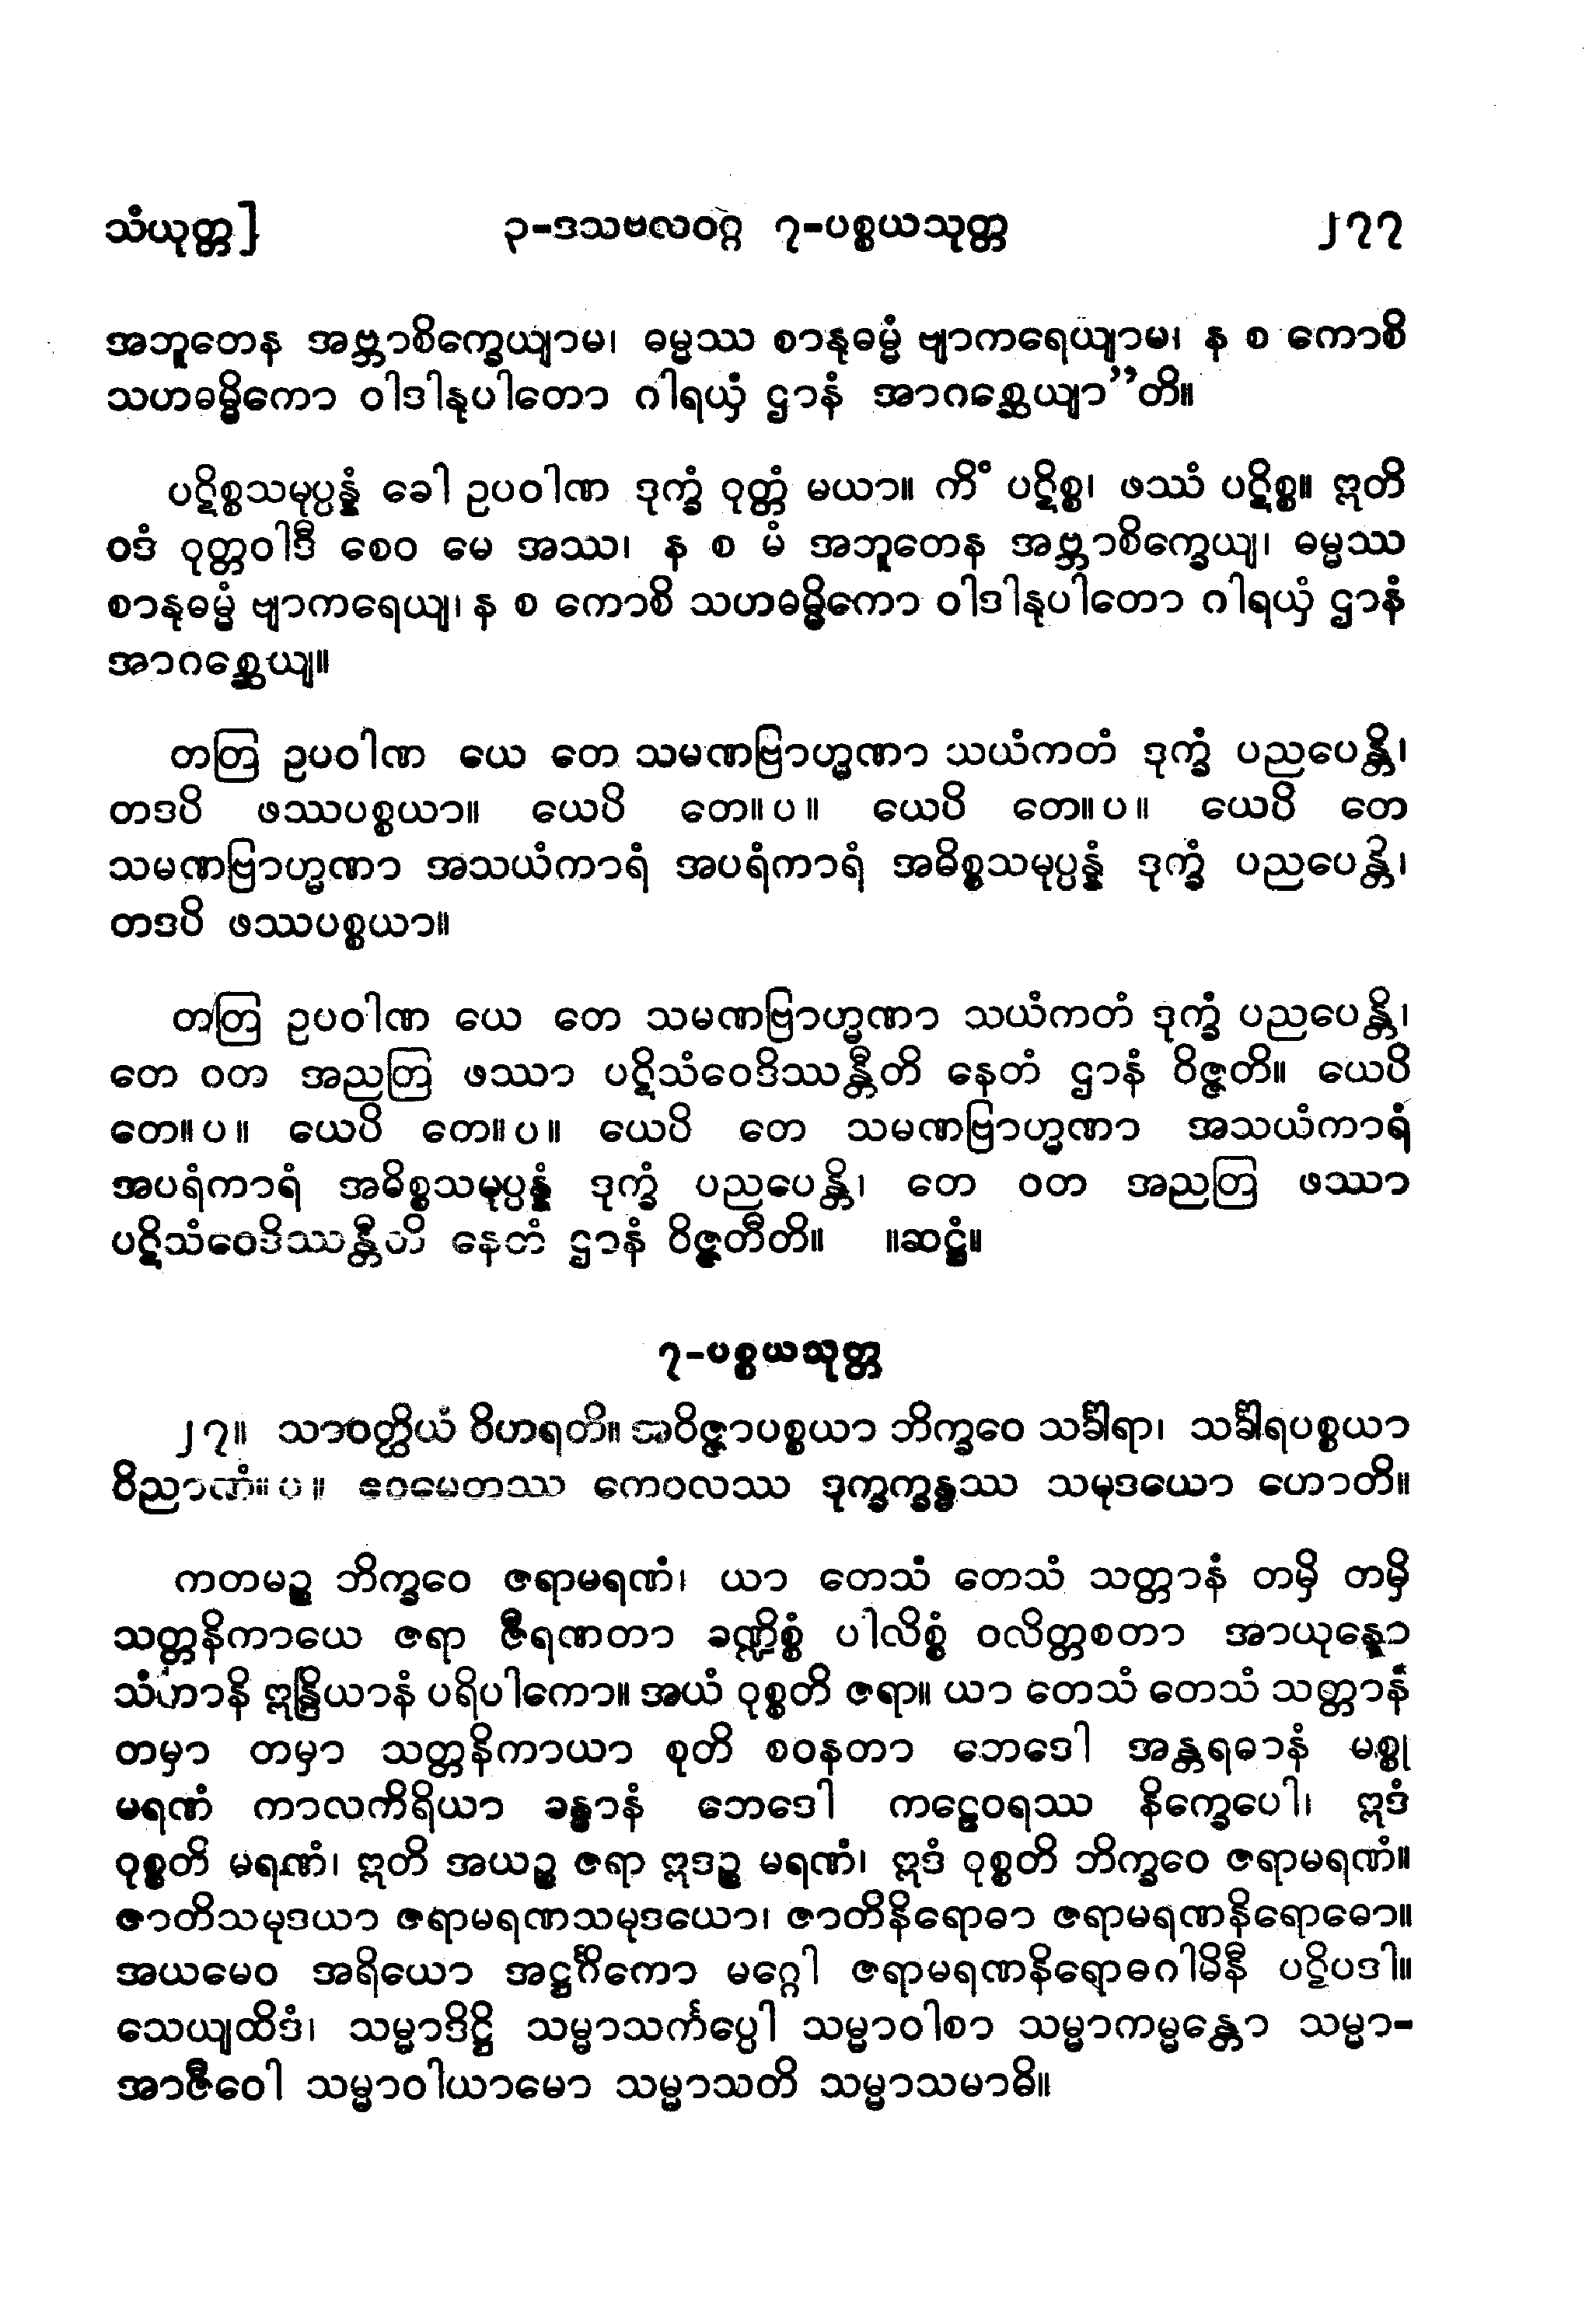 သံယုတ္တ] ၃-ဒသဗလဝဂ္ဂ ၇-ပစ္စယသုတ္တ ၂၇၇
အဘူတေန အဗ္ဘာစိက္ခေယျာမ၊ ဓမ္မဿ စာနုဓမ္မံ ဗျာကရေယျာမ၊ န စ ကောစိ
သဟဓမ္မိကော ဝါဒါနုပါတော ဂါရယှံ ဌာနံ အာဂစ္ဆေယျာ”တိ။
ပဋိစ္စသမုပ္ပန္နံ ခေါ ဥပဝါဏ ဒုက္ခံ ဝုတ္တံ မယာ။ ကိံ ပဋိစ္စ၊ ဖဿံ ပဋိစ္စ။ ဣတိ
ဝဒံ ဝုတ္တဝါဒီ စေဝ မေ အဿ၊ န စ မံ အဘူတေန အဗ္ဘာစိက္ခေယျ၊ ဓမ္မဿ
စာနုဓမ္မံ ဗျာကရေယျ၊ န စ ကောစိ သဟဓမ္မိကော ဝါဒါနုပါတော ဂါရယှံ ဌာနံ
အာဂစ္ဆေယျ။
တတြ ဥပဝါဏ ယေ တေ သမဏဗြာဟ္မဏာ သယံကတံ ဒုက္ခံ ပညပေန္တိ၊
တဒပိ ဖဿပစ္စယာ။ ယေပိ တေ။ပ။ ယေပိ တေ။ပ။ ယေပိ တေ
သမဏဗြာဟ္မဏာ အသယံကာရံ အပရံကာရံ အဓိစ္စသမုပ္ပန္နံ ဒုက္ခံ ပညပေန္တိ၊
တဒပိ ဖဿပစ္စယာ။
တတြ ဥပဝါဏ ယေ တေ သမဏဗြာဟ္မဏာ သယံကတံ ဒုက္ခံ ပညပေန္တိ၊
တေ ဝတ အညတြ ဖဿာ ပဋိသံဝေဒိဿန္တီတိ နေတံ ဌာနံ ဝိဇ္ဇတိ။ ယေပိ
တေ။ပ။ ယေပိ တေ။ပ။ ယေပိ တေ သမဏဗြာဟ္မဏာ အသယံကာရံ
အပရံကာရံ အဓိစ္စသမုပ္ပန္နံ ဒုက္ခံ ပညပေန္တိ၊ တေ ဝတ အညတြ ဖဿာ
ပဋိသံဝေဒိဿန္တီတိ နေတံ ဌာနံ ဝိဇ္ဇတီတိ။ ။ဆဋ္ဌံ။
၇-ပစ္စယသုတ္တ
၂၇။ သာဝတ္ထိယံ ဝိဟရတိ။ အဝိဇ္ဇာပစ္စယာ ဘိက္ခဝေ သင်္ခါရာ၊ သင်္ခါရပစ္စယာ
ဝိညာဏံ။ပ။ ဧဝမေတဿ ကေဝလဿ ဒုက္ခက္ခန္ဓဿ သမုဒယော ဟောတိ။
ကတမဉ္စ ဘိက္ခဝေ ဇရာမရဏံ၊ ယာ တေသံ တေသံ သတ္တာနံ တမှိ တမှိ
သတ္တနိကာယေ ဇရာ ဇီရဏတာ ခဏ္ဍိစ္စံ ပါလိစ္စံ ဝလိတ္တစတာ အာယုနော
သံဟာနိ ဣန္ဒြိယာနံ ပရိပါကော။ အယံ ဝုစ္စတိ ဇရာ။ ယာ တေသံ တေသံ သတ္တာနံ
တမှာ တမှာ သတ္တနိကာယာ စုတိ စဝနတာ ဘေဒေါ အန္တရဓာနံ မစ္စု
မရဏံ ကာလကိရိယာ ခန္ဓာနံ ဘေဒေါ ကဠေဝရဿ နိက္ခေပေါ၊ ဣဒံ
ဝုစ္စတိ မရဏံ၊ ဣတိ အယဉ္စ ဇရာ ဣဒဉ္စ မရဏံ၊ ဣဒံ ဝုစ္စတိ ဘိက္ခဝေ ဇရာမရဏံ။
ဇာတိသမုဒယာ ဇရာမရဏသမုဒယော၊ ဇာတိနိရောဓာ ဇရာမရဏနိရောဓော။
အယမေဝ အရိယော အဋ္ဌင်္ဂိကော မဂ္ဂေါ ဇရာမရဏနိရောဓဂါမိနီ ပဋိပဒါ။
သေယျထိဒံ၊ သမ္မာဒိဋ္ဌိ သမ္မာသင်္ကပ္ပေါ သမ္မာဝါစာ သမ္မာကမ္မန္တော သမ္မာ-
အာဇီဝေါ သမ္မာဝါယာမော သမ္မာသတိ သမ္မာသမာဓိ။